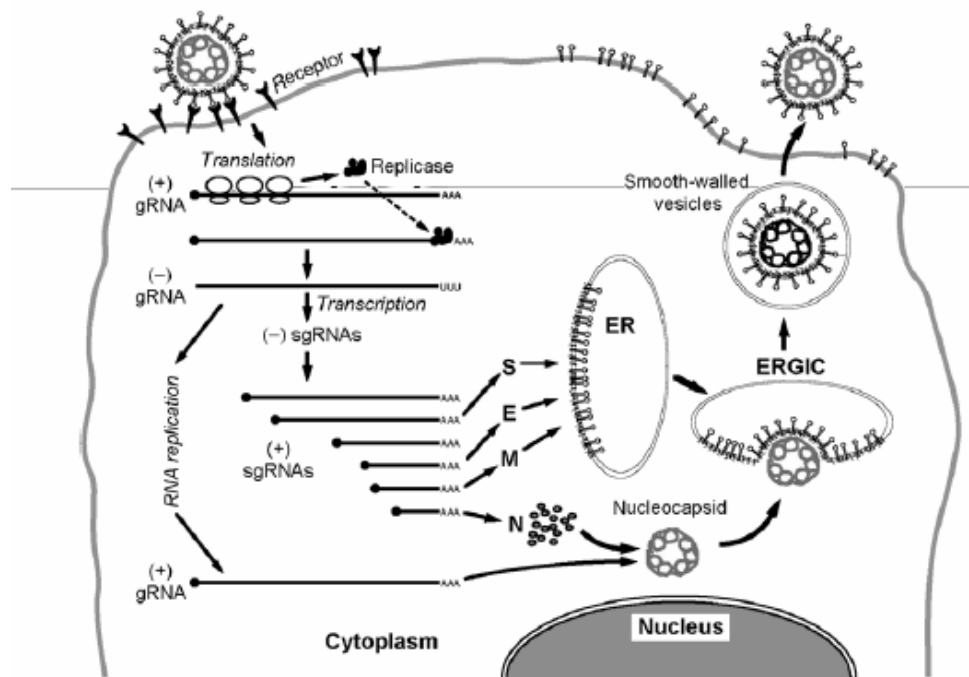 Receptor
Translation
Replicase
(+)
gRNA
AAA
AAA
(−)
gRNA
UUU
Transcription
(−) sgRNAs
RNA replication
AAA
AAA
AAA
AAA
AAA
AAA
(+)
sgRNAs
S
E
M
N
ER
Smooth-walled
vesicles
ERGIC
Nucleocapsid
(+)
gRNA
AAA
Cytoplasm
Nucleus